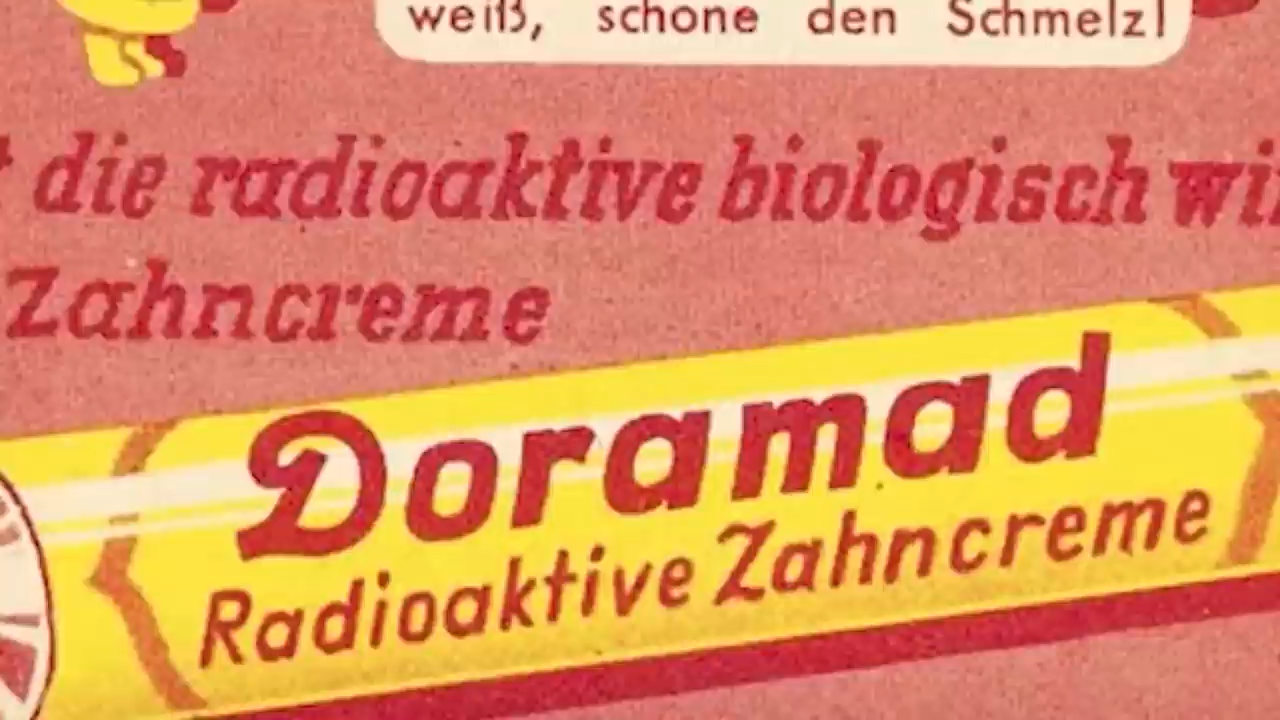 weiß, schone den Schmelz!
die radioaktive biologisch
Zahncreme
Doramad
Radioaktive Zahncreme